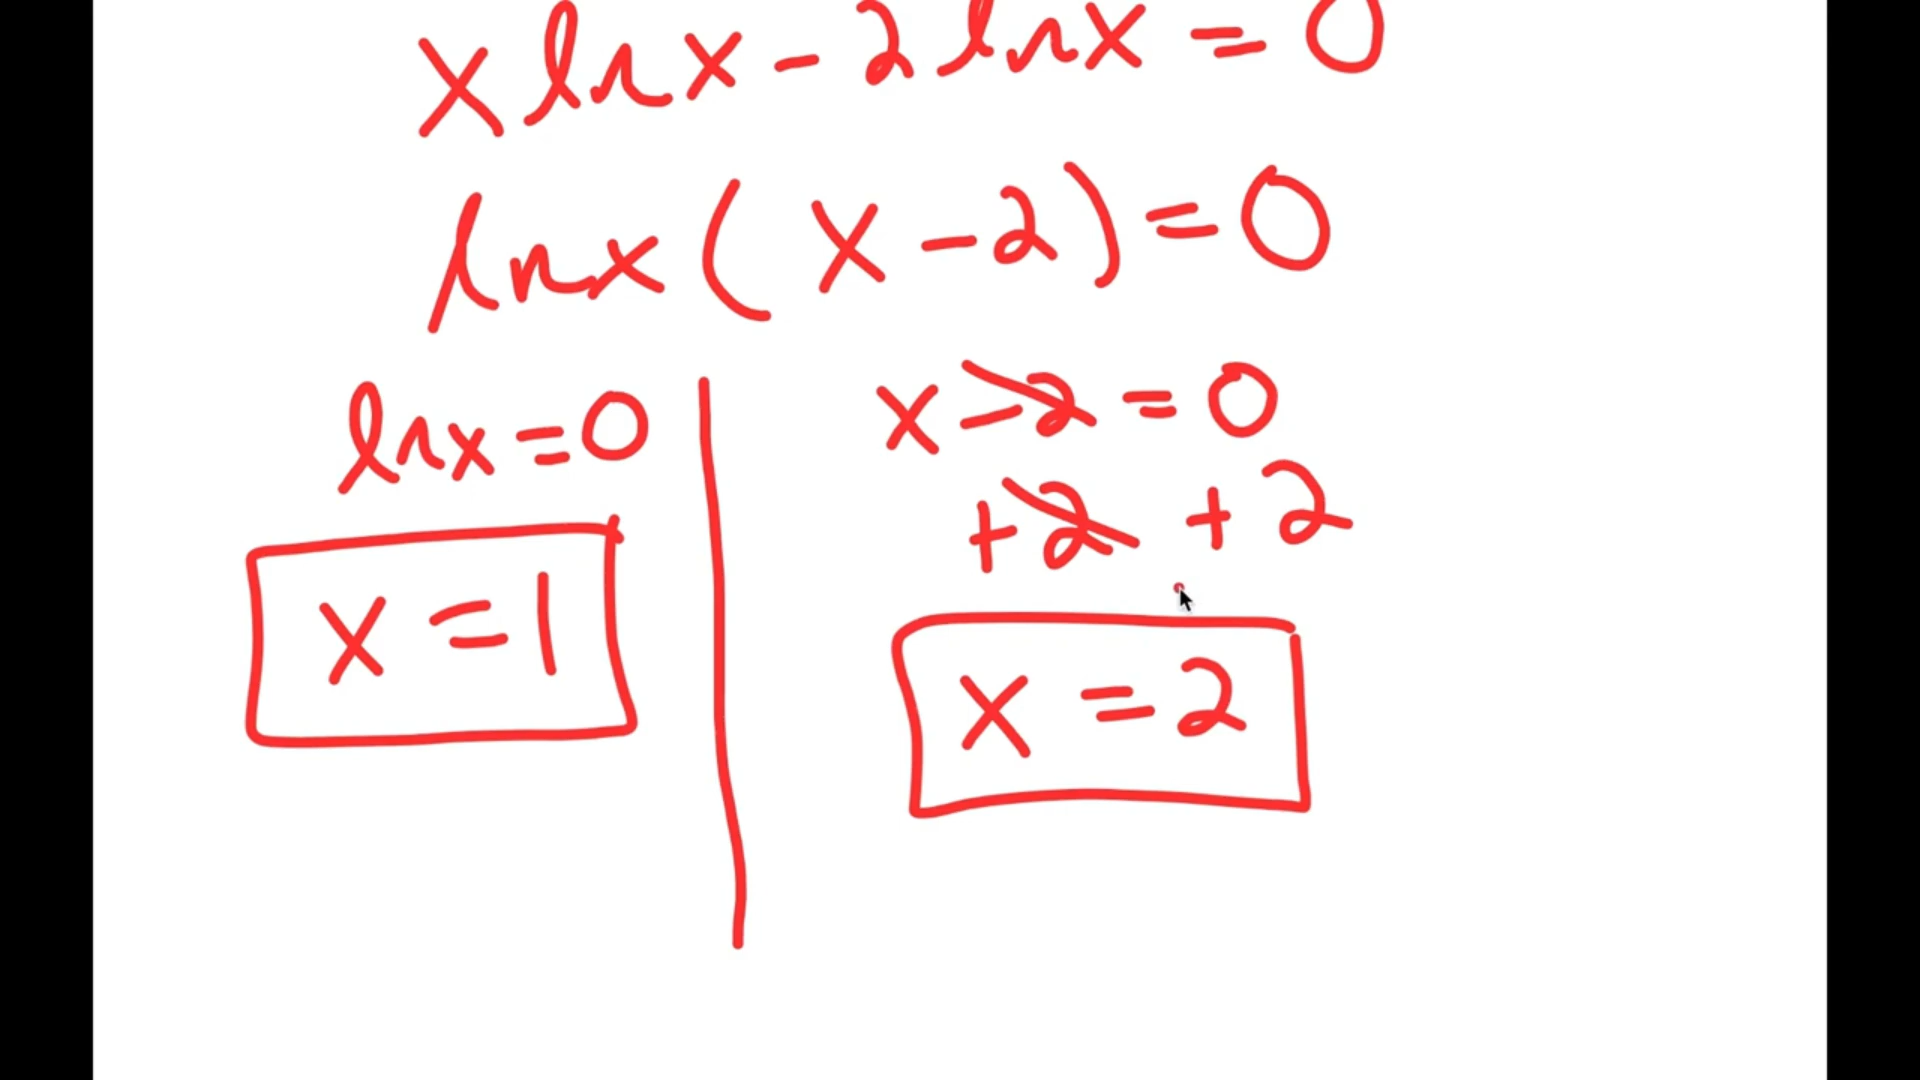 x ln x - 2 ln x = 0
ln x ( x - 2 ) = 0
ln x = 0
x = 1
x - 2 = 0
+ 2 + 2
x = 2